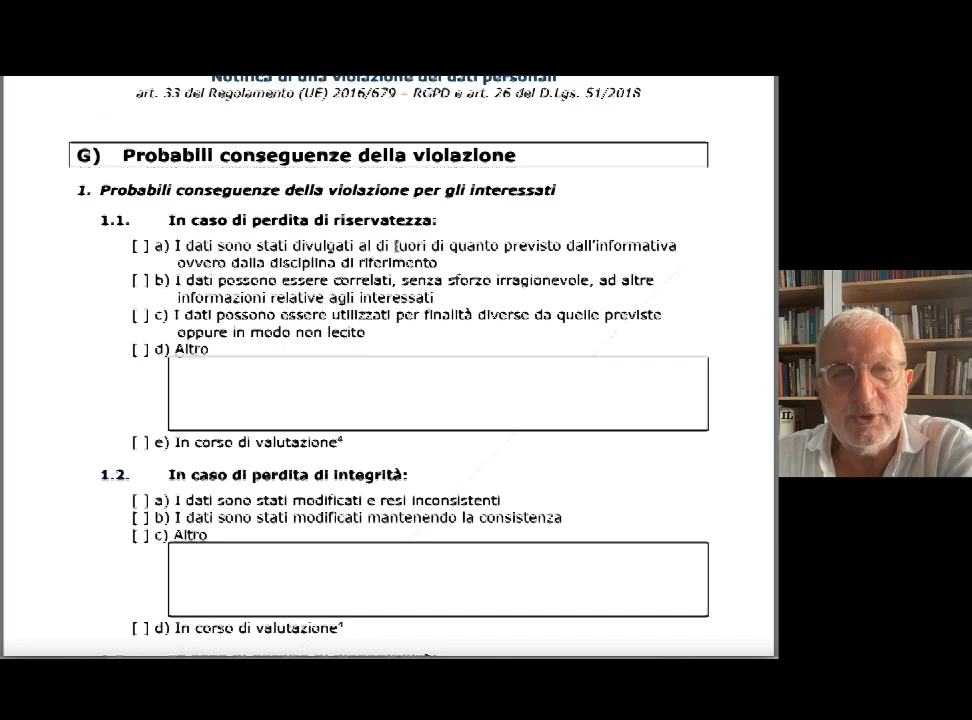 Notifica di una violazione dei dati personali
art. 33 del Regolamento (UE) 2016/679 – RGPD e art. 26 del D.Lgs. 51/2018
G) Probabili conseguenze della violazione
1. Probabili conseguenze della violazione per gli interessati
1.1. In caso di perdita di riservatezza:
[ ] a) I dati sono stati divulgati al di fuori di quanto previsto dall'informativa
ovvero dalla disciplina di riferimento
[ ] b) I dati possono essere correlati, senza sforzo irragionevole, ad altre
informazioni relative agli interessati
[ ] c) I dati possono essere utilizzati per finalità diverse da quelle previste
oppure in modo non lecito
[ ] d) Altro
[ ] e) In corso di valutazione⁴
1.2. In caso di perdita di integrità:
[ ] a) I dati sono stati modificati e resi inconsistenti
[ ] b) I dati sono stati modificati mantenendo la consistenza
[ ] c) Altro
[ ] d) In corso di valutazione⁴